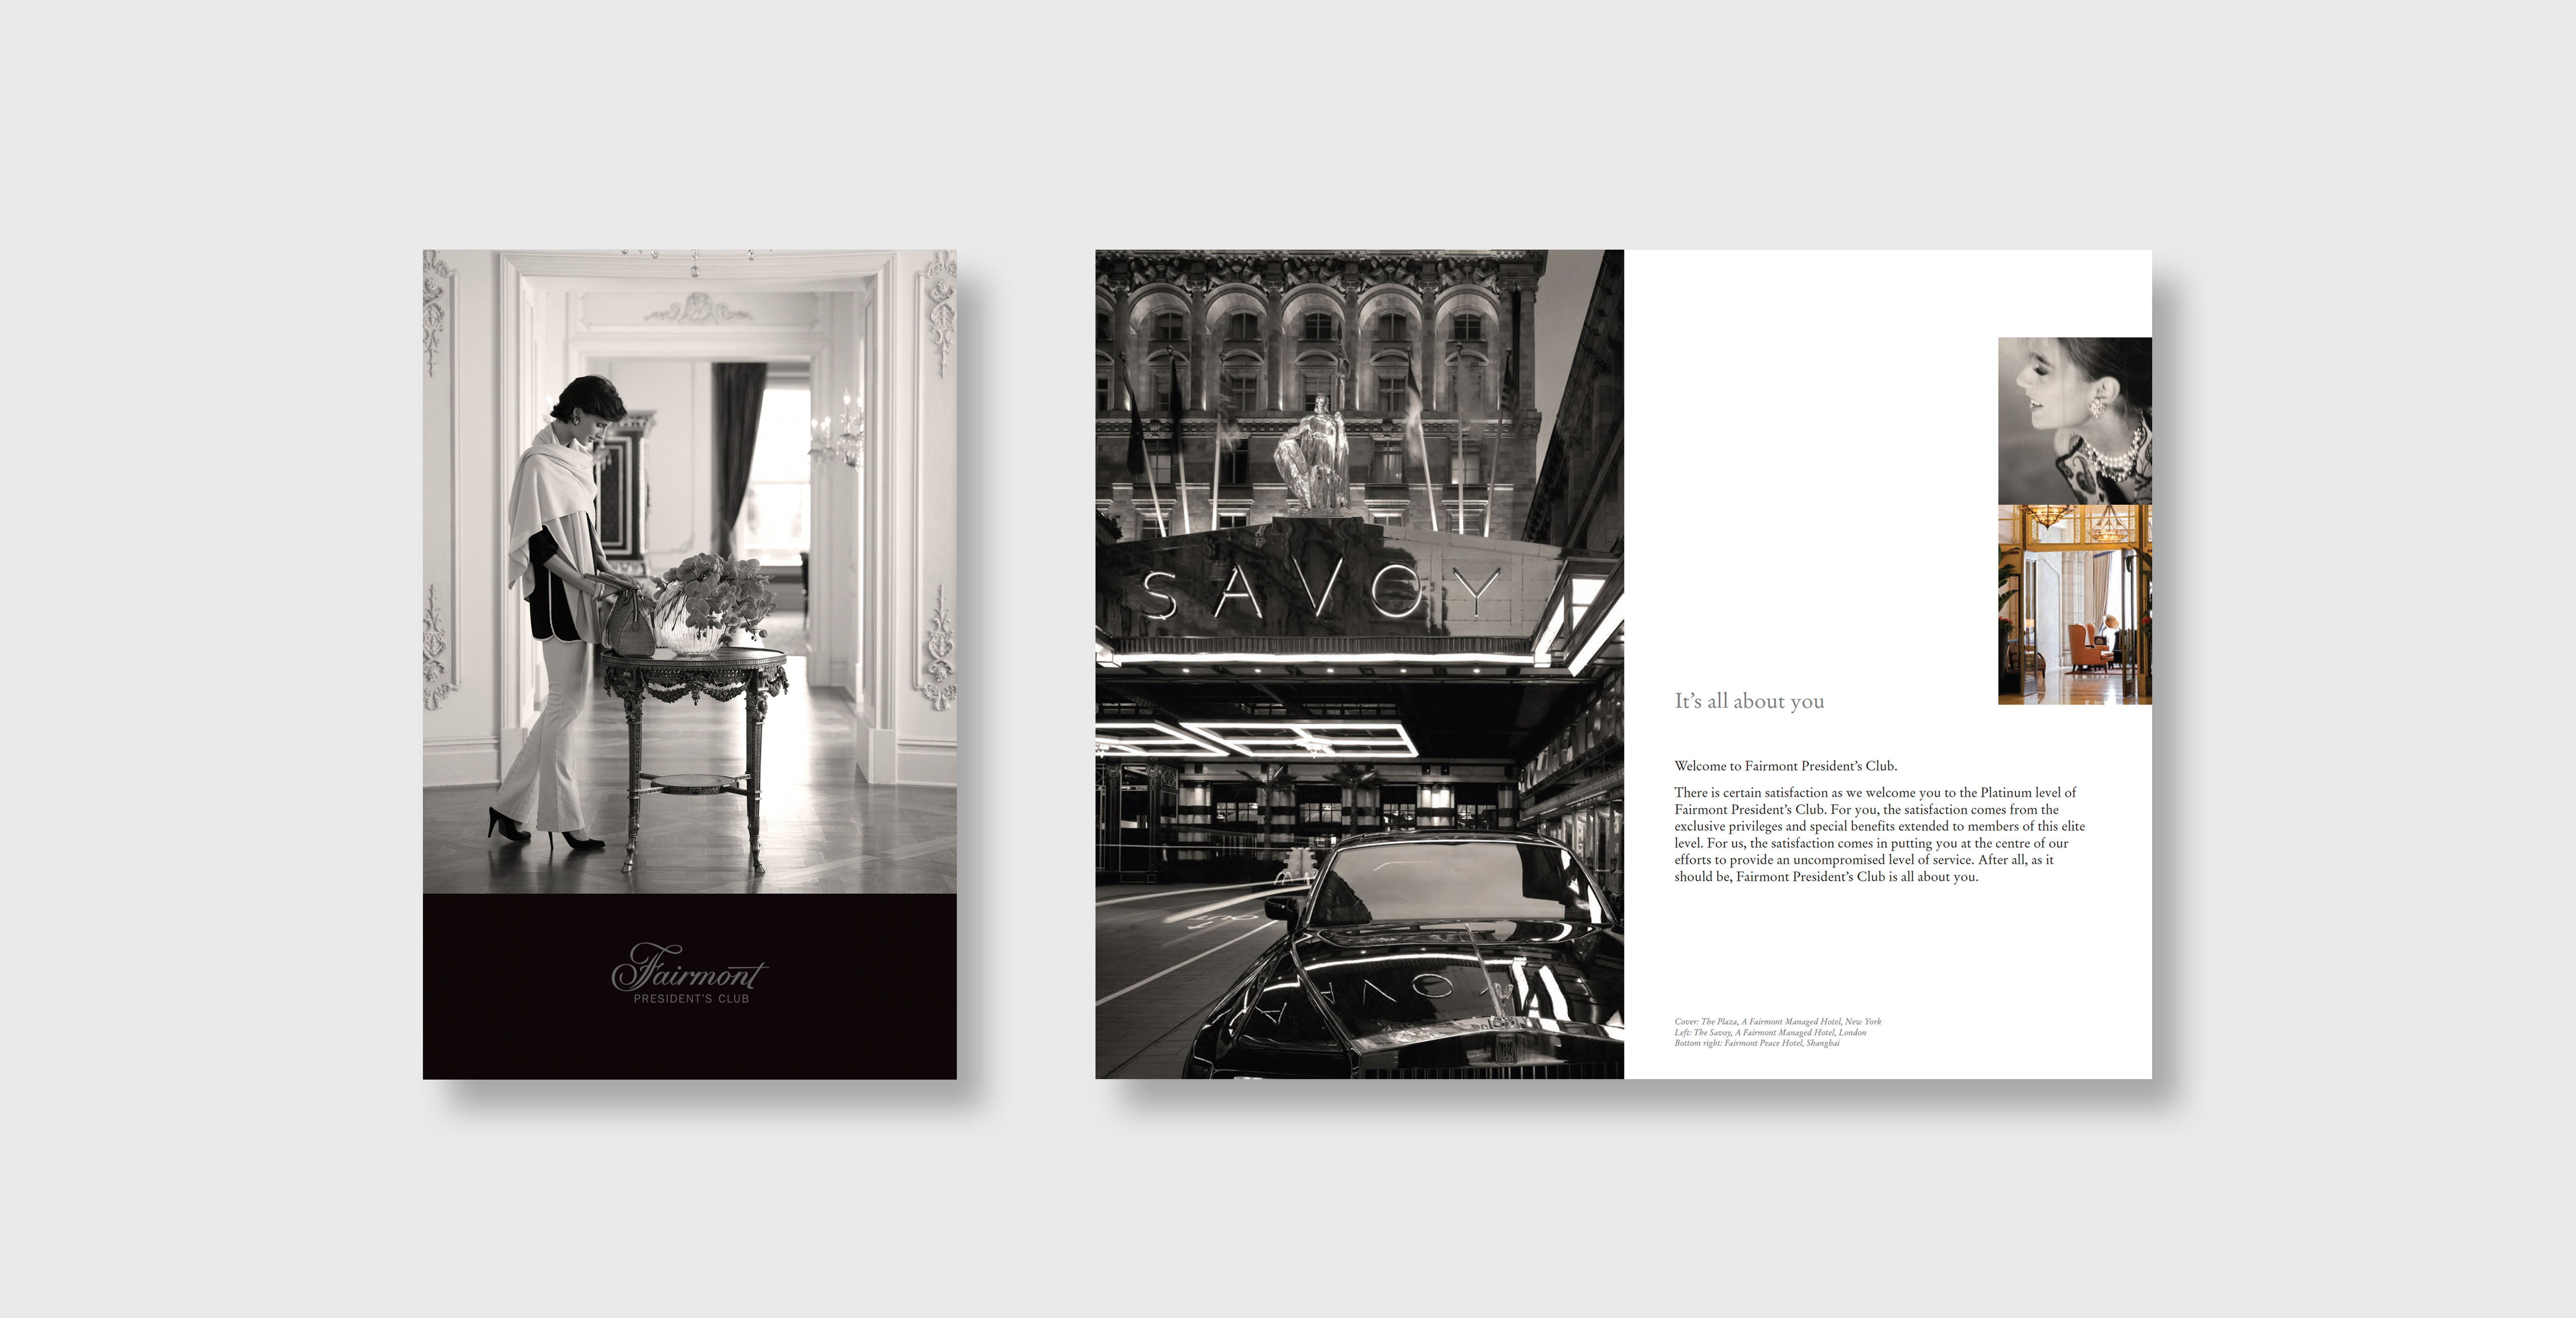 Fairmont
PRESIDENT'S CLUB
SAVOY
OUT
It's all about you
Welcome to Fairmont President's Club.
There is certain satisfaction as we welcome you to the Platinum level of
Fairmont President's Club. For you, the satisfaction comes from the
exclusive privileges and special benefits extended to members of this elite
level. For us, the satisfaction comes in putting you at the centre of our
efforts to provide an uncompromised level of service. After all, as it
should be, Fairmont President's Club is all about you.
Cover: The Plaza, A Fairmont Managed Hotel, New York
Left: The Savoy, A Fairmont Managed Hotel, London
Bottom right: Fairmont Peace Hotel, Shanghai